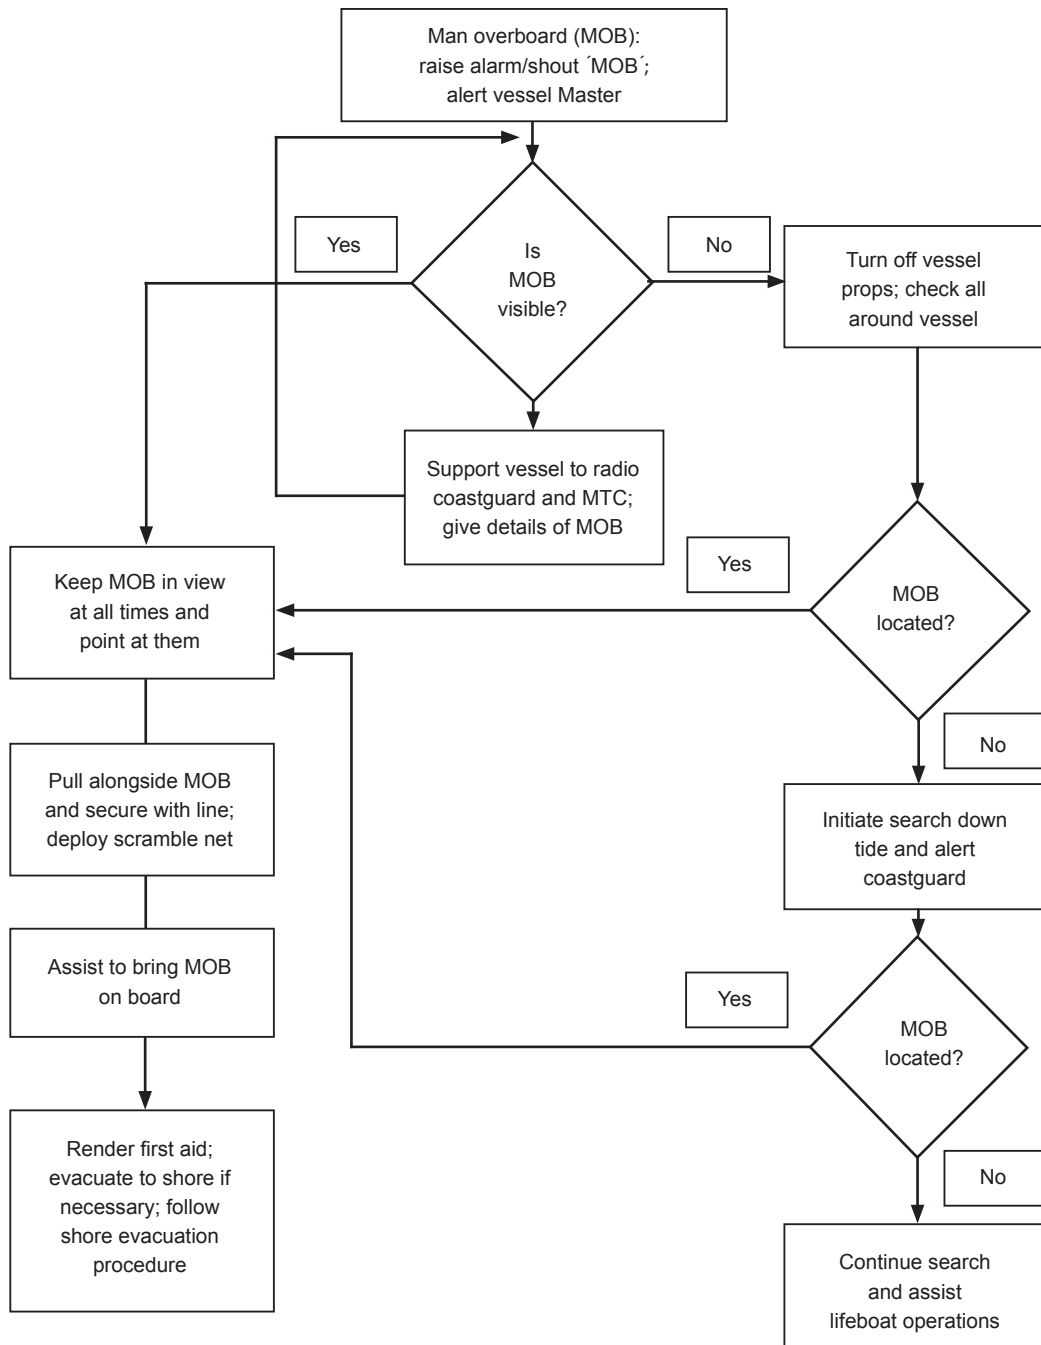 Man overboard (MOB):
raise alarm/shout ´MOB´;
alert vessel Master
Yes
Is
MOB
visible?
No
Turn off vessel
props; check all
around vessel
Support vessel to radio
coastguard and MTC;
give details of MOB
Keep MOB in view
at all times and
point at them
Yes
MOB
located?
No
Pull alongside MOB
and secure with line;
deploy scramble net
Initiate search down
tide and alert
coastguard
Assist to bring MOB
on board
Yes
MOB
located?
No
Render first aid;
evacuate to shore if
necessary; follow
shore evacuation
procedure
Continue search
and assist
lifeboat operations